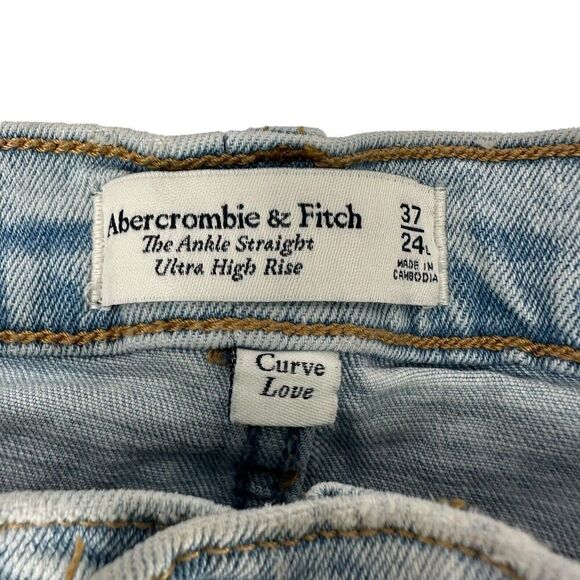 Abercrombie & Fitch
The Ankle Straight
Ultra High Rise
37
24L
MADE IN
CAMBODIA
Curve
Love